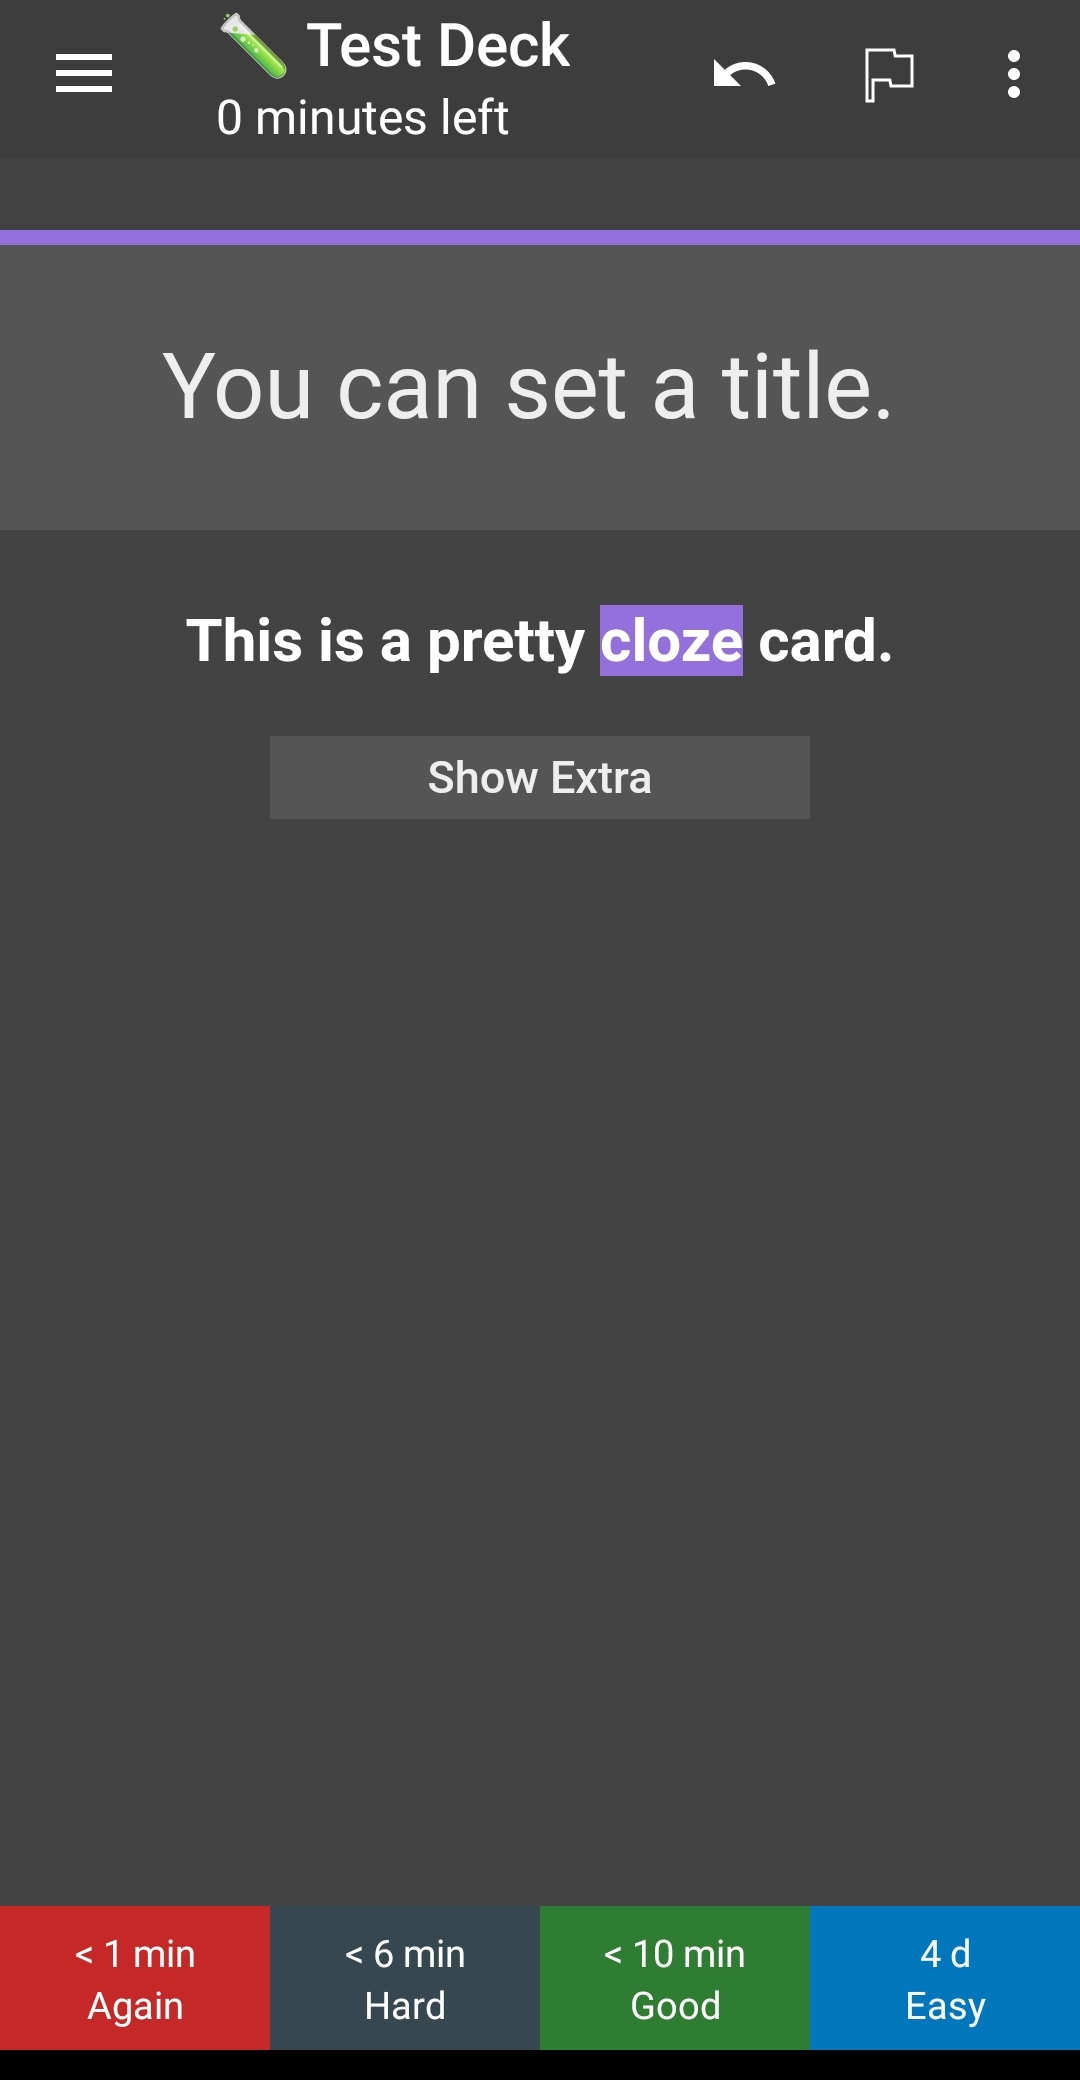 Test Deck
0 minutes left
You can set a title.
This is a pretty cloze card.
Show Extra
< 1 min
Again
< 6 min
Hard
< 10 min
Good
4 d
Easy